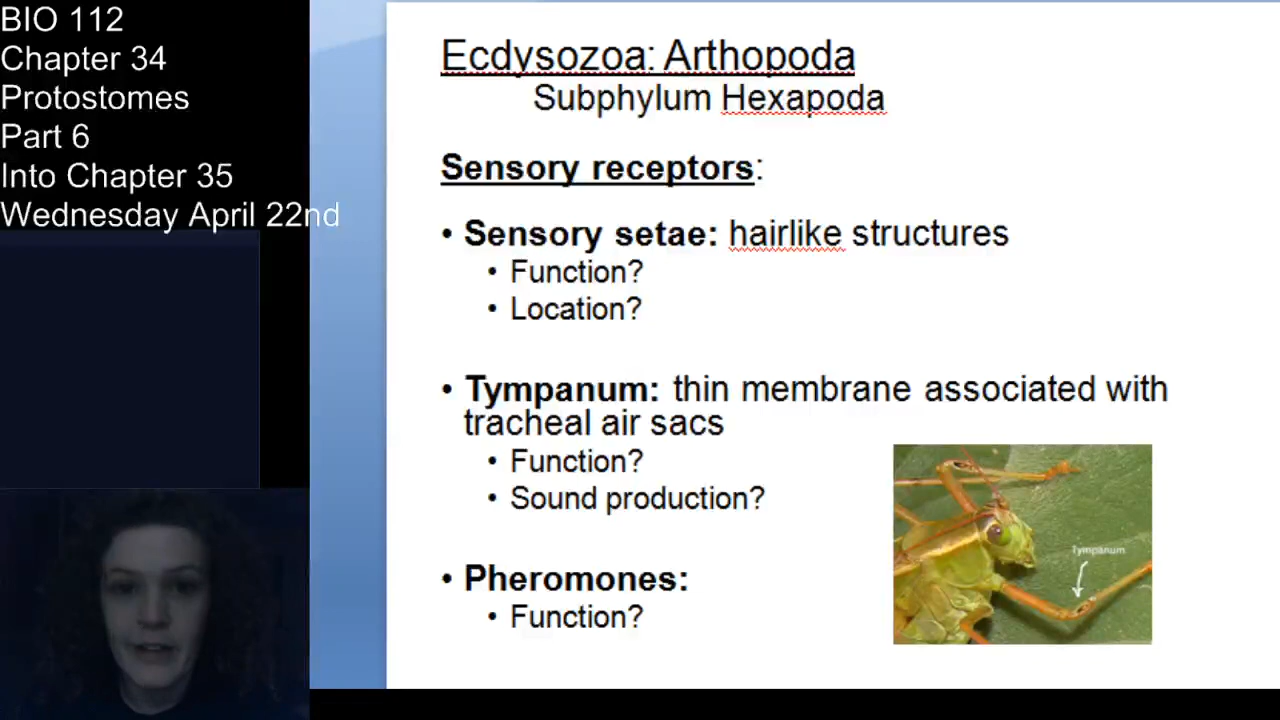 BIO 112
Chapter 34
Protostomes
Part 6
Into Chapter 35
Wednesday April 22nd
Ecdysozoa: Arthopoda
Subphylum Hexapoda
Sensory receptors:
• Sensory setae: hairlike structures
• Function?
• Location?
• Tympanum: thin membrane associated with
tracheal air sacs
• Function?
• Sound production?
• Pheromones:
• Function?
Tympanum